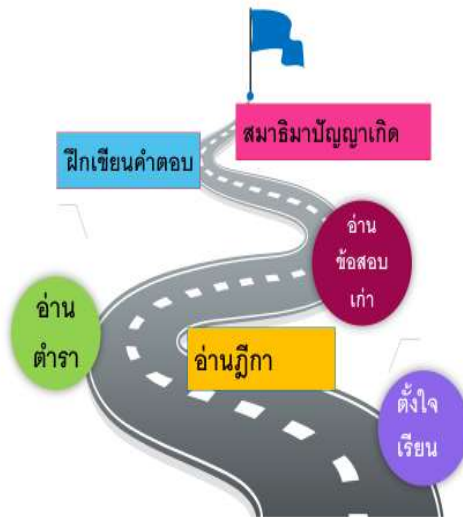 สมาธิมาปัญญาเกิด
ฝึกเขียนคำตอบ
อ่าน
ข้อสอบ
เก่า
อ่าน
ตำรา
อ่านฎีกา
ตั้งใจ
เรียน